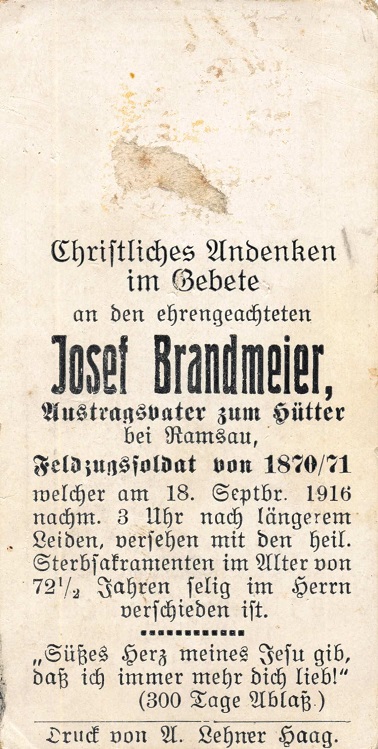 Christliches Andenken
im Gebete
an den ehrengeachteten
Josef Brandmeier,
Austragsvater zum Hütter
bei Ramsau,
Feldzugssoldat von 1870/71
welcher am 18. Septbr. 1916
nachm. 3 Uhr nach längerem
Leiden, versehen mit den heil.
Sterbsakramenten im Alter von
72 1/2 Jahren selig im Herrn
verschieden ist.
„Süßes Herz meines Jesu gib,
daß ich immer mehr dich lieb!“
(300 Tage Ablaß.)
Druck von A. Lehner Haag.